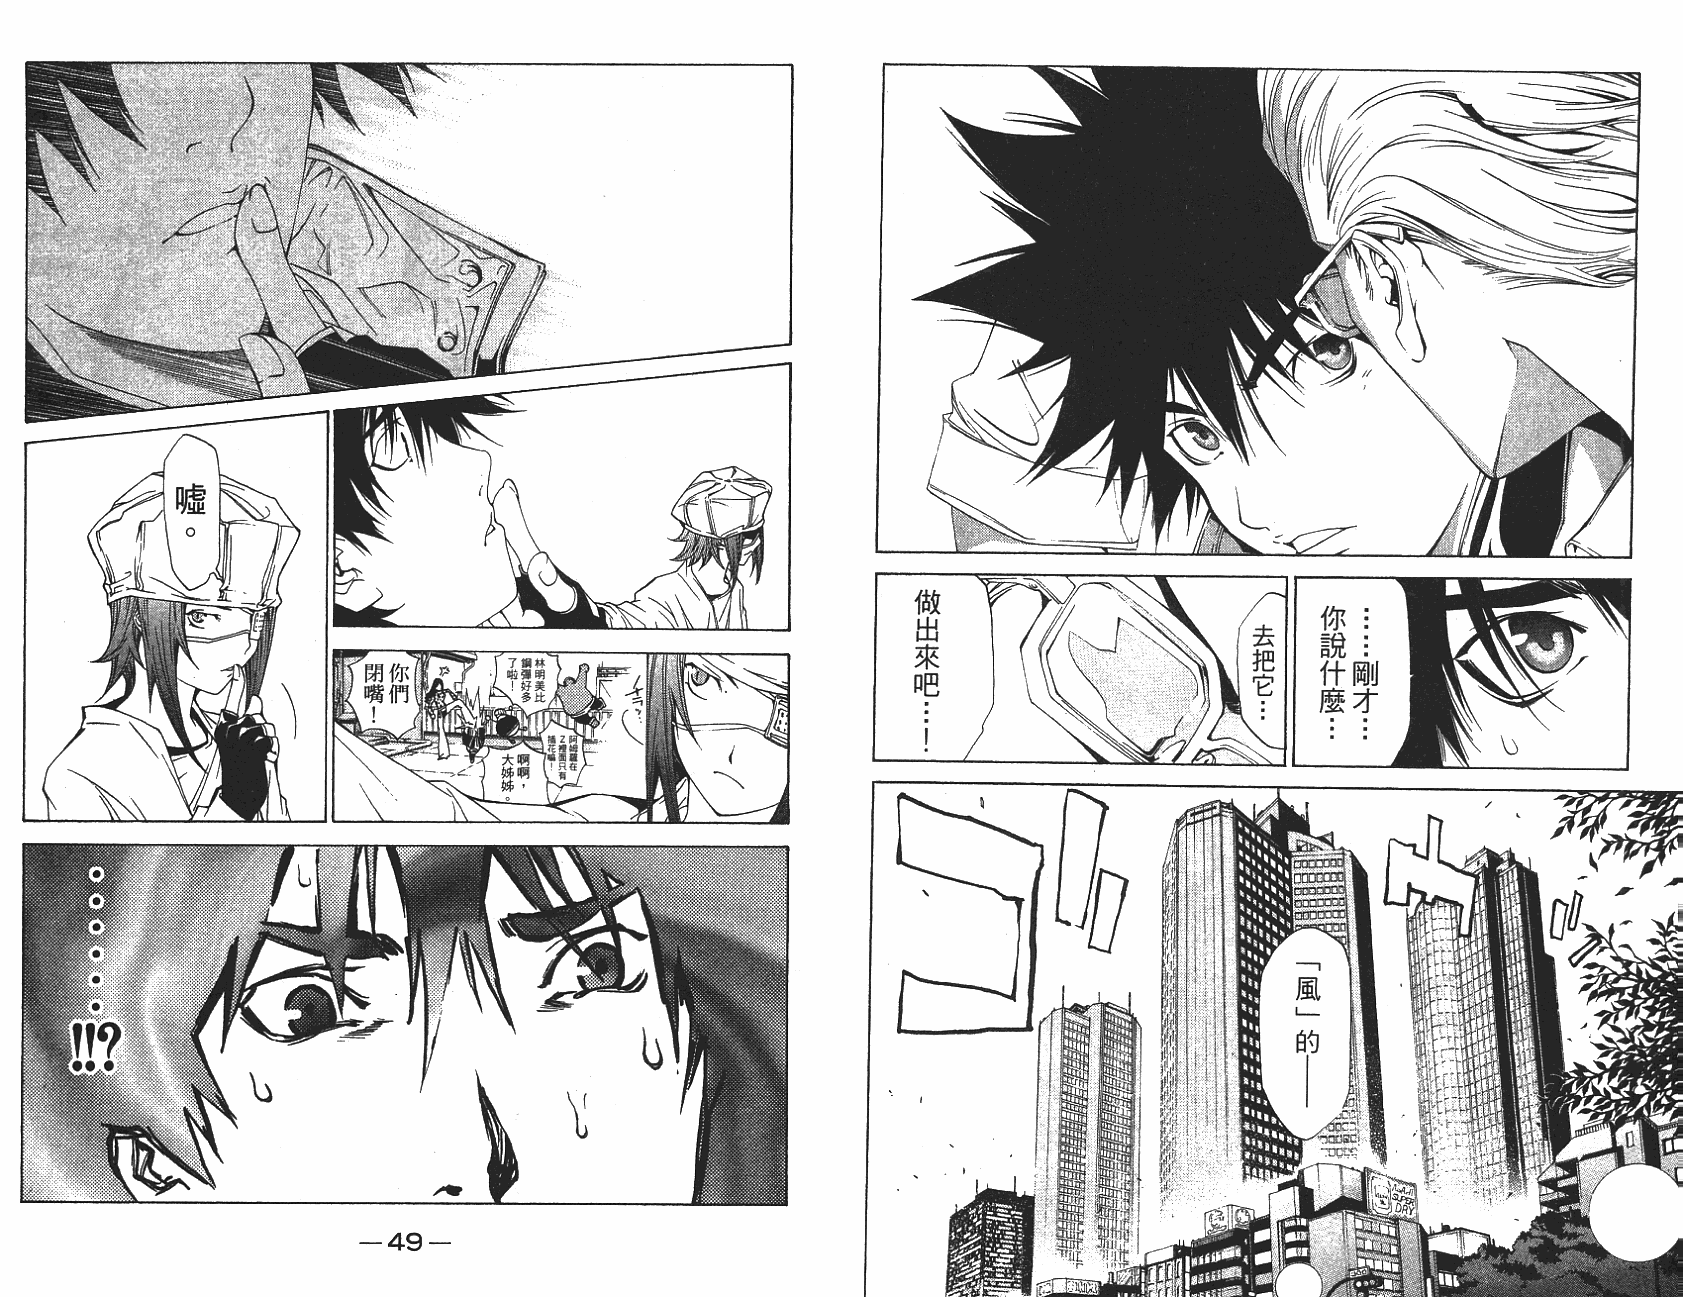 ……剛才…
你說什麼…
去把它…
做出來吧…！
「風」的——
SUPER
DRY
噓。
林明美比
鋼彈好多
了啦！
阿姆羅在
Z裡面只有
插花嘛！
啊啊，
大姊姊。
你們
閉嘴！
……!!?
—49—